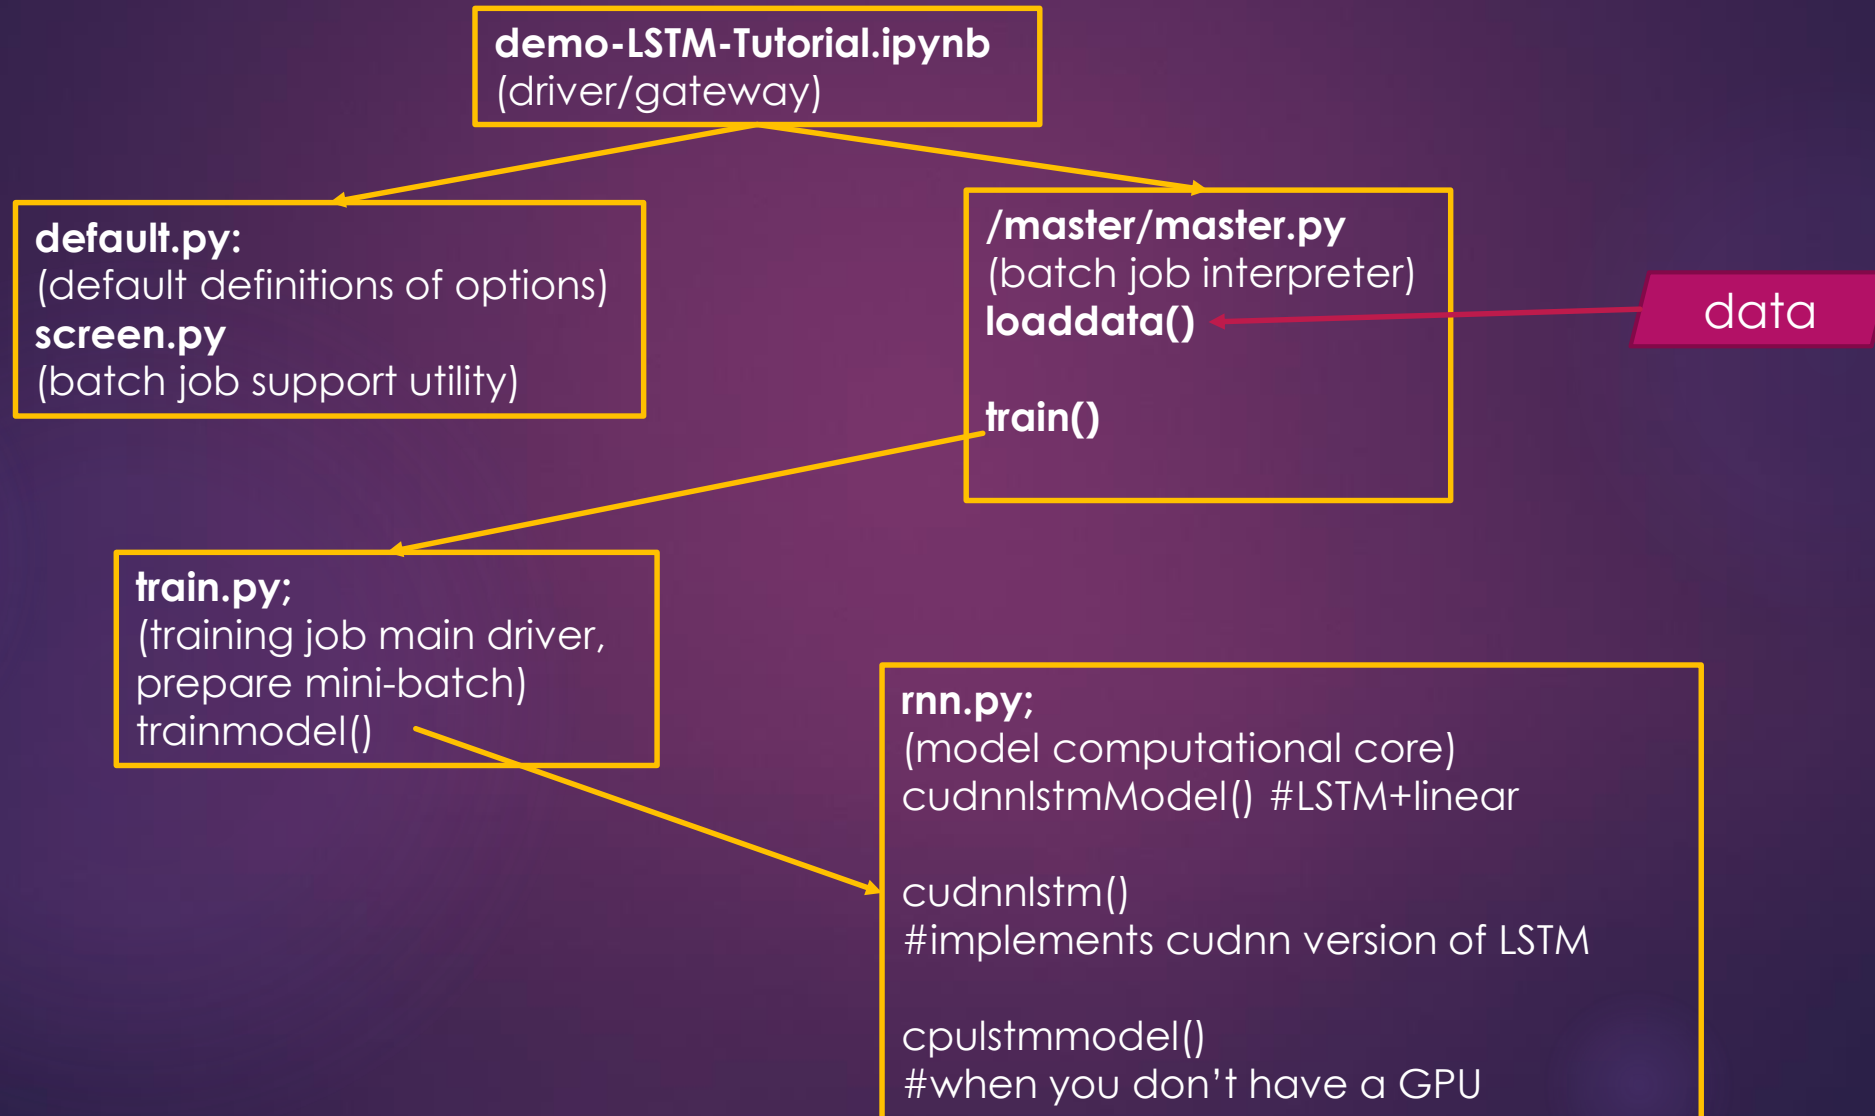 demo-LSTM-Tutorial.ipynb
(driver/gateway)
default.py:
(default definitions of options)
screen.py
(batch job support utility)
/master/master.py
(batch job interpreter)
loaddata()
train()
data
train.py;
(training job main driver,
prepare mini-batch)
trainmodel()
rnn.py;
(model computational core)
cudnnlstmModel() #LSTM+linear
cudnnlstm()
#implements cudnn version of LSTM
cpulstmmodel()
#when you don’t have a GPU